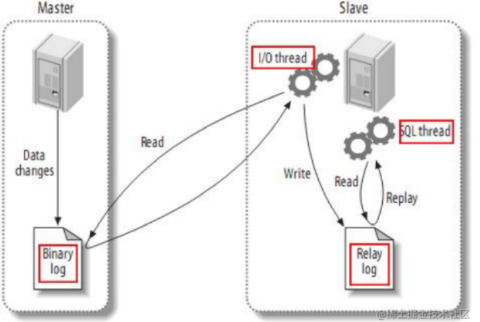 Master
Slave
I/O thread
SQL thread
Data
changes
Read
Write
Read
Replay
Binary
log
Relay
log
@稀土掘金技术社区